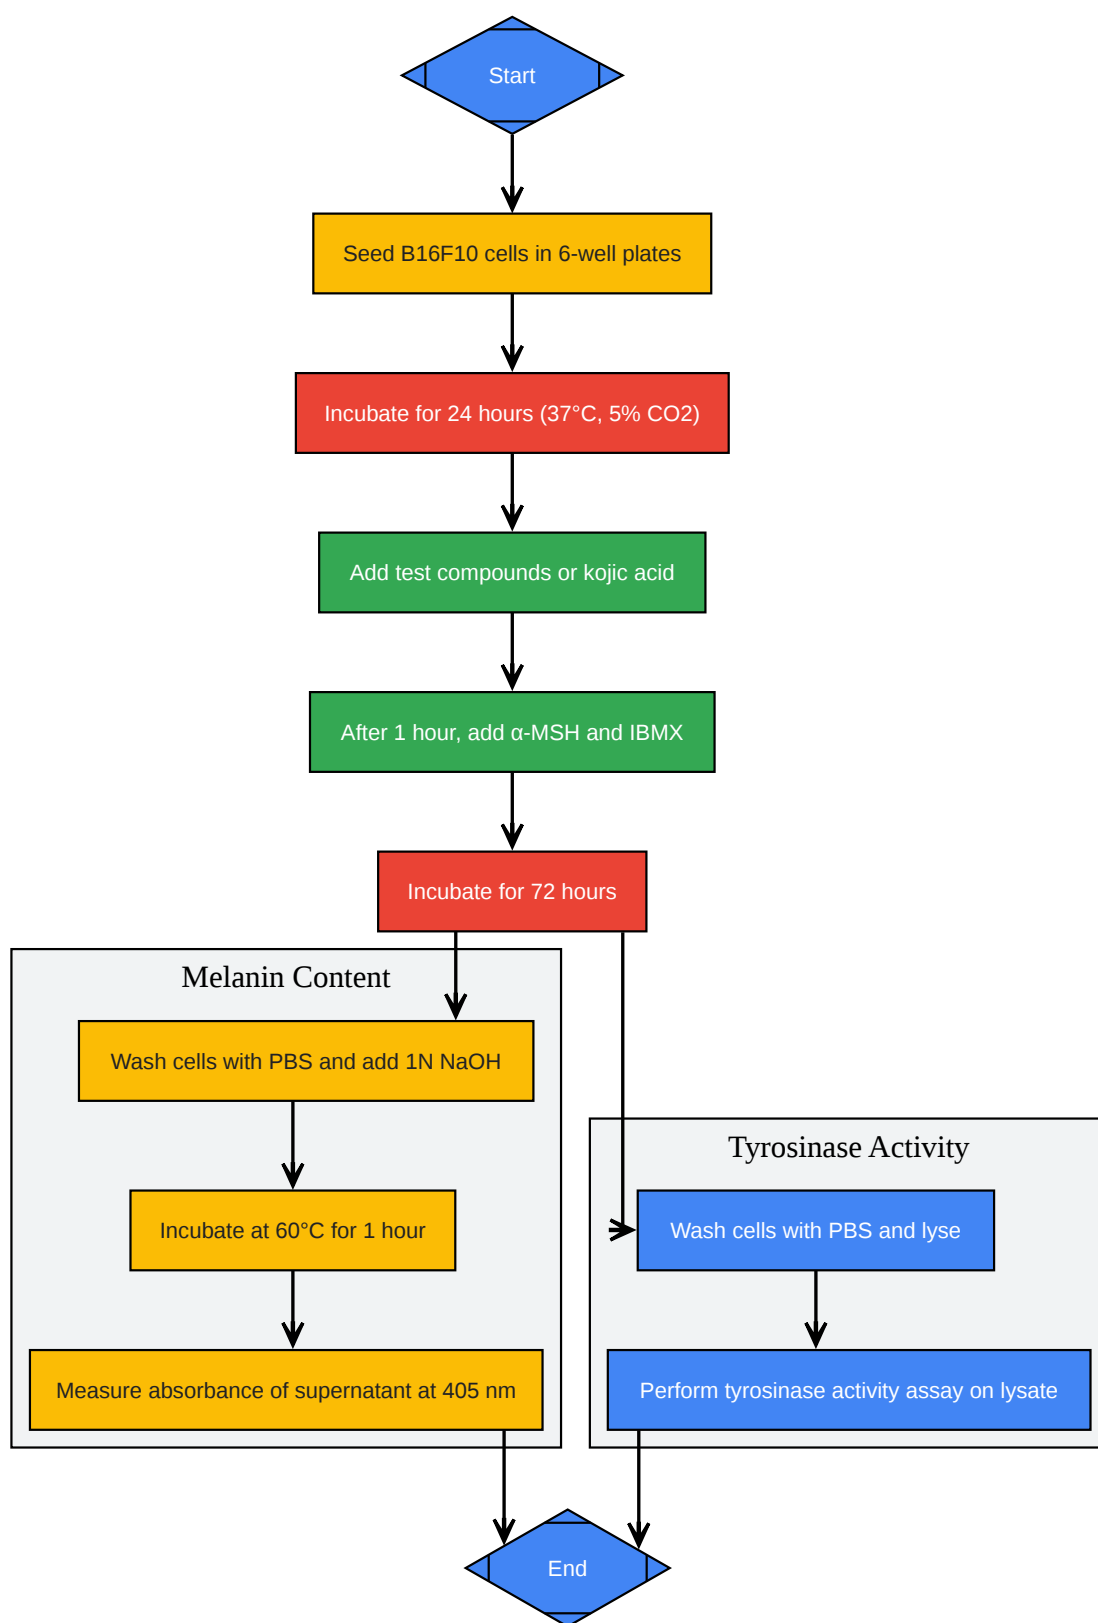 Start
Seed B16F10 cells in 6-well plates
Incubate for 24 hours (37°C, 5% CO2)
Add test compounds or kojic acid
After 1 hour, add α-MSH and IBMX
Incubate for 72 hours
Melanin Content
Wash cells with PBS and add 1N NaOH
Incubate at 60°C for 1 hour
Measure absorbance of supernatant at 405 nm
Tyrosinase Activity
Wash cells with PBS and lyse
Perform tyrosinase activity assay on lysate
End